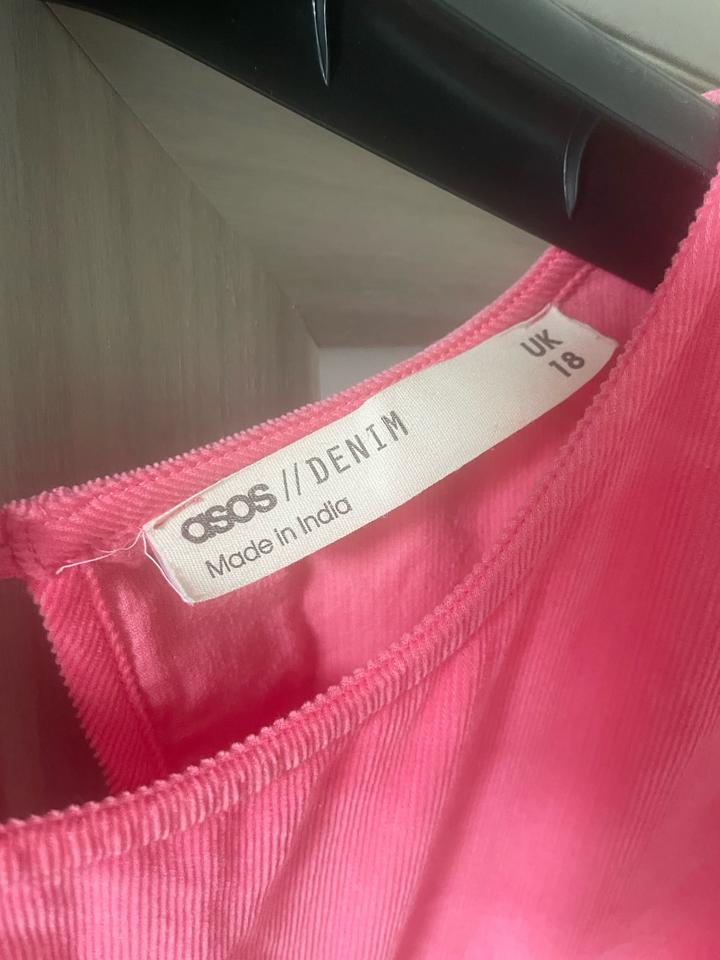 asos // DENIM
Made in India
UK
18